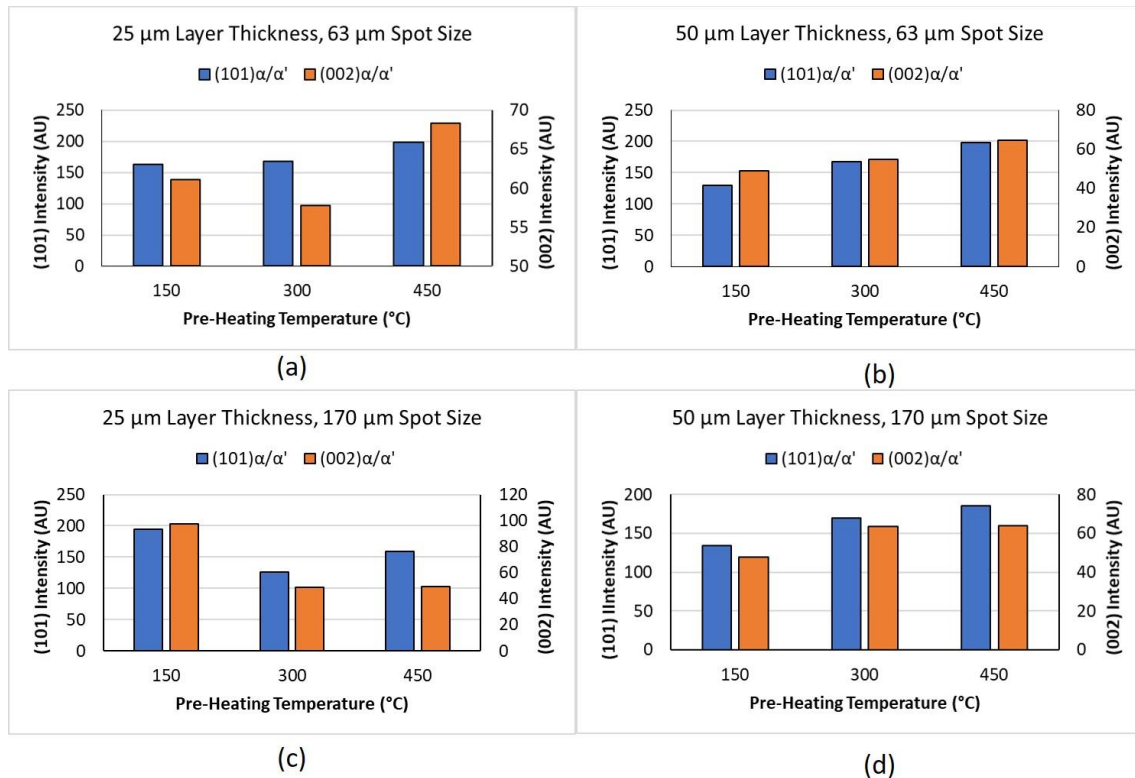 25 μm Layer Thickness, 63 μm Spot Size
(101)α/α' (002)α/α'
(101) Intensity (AU)
250
200
150
100
50
0
70
65
60
55
50
(002) Intensity (AU)
150 300 450
Pre-Heating Temperature (°C)
(a)
50 μm Layer Thickness, 63 μm Spot Size
(101)α/α' (002)α/α'
(101) Intensity (AU)
250
200
150
100
50
0
80
60
40
20
0
(002) Intensity (AU)
150 300 450
Pre-Heating Temperature (°C)
(b)
25 μm Layer Thickness, 170 μm Spot Size
(101)α/α' (002)α/α'
(101) Intensity (AU)
250
200
150
100
50
0
120
100
80
60
40
20
0
(002) Intensity (AU)
150 300 450
Pre-Heating Temperature (°C)
(c)
50 μm Layer Thickness, 170 μm Spot Size
(101)α/α' (002)α/α'
(101) IIntensity (AU)
200
150
100
50
0
80
60
40
20
0
(002) Intensity (AU)
150 300 450
Pre-Heating Temperature (°C)
(d)